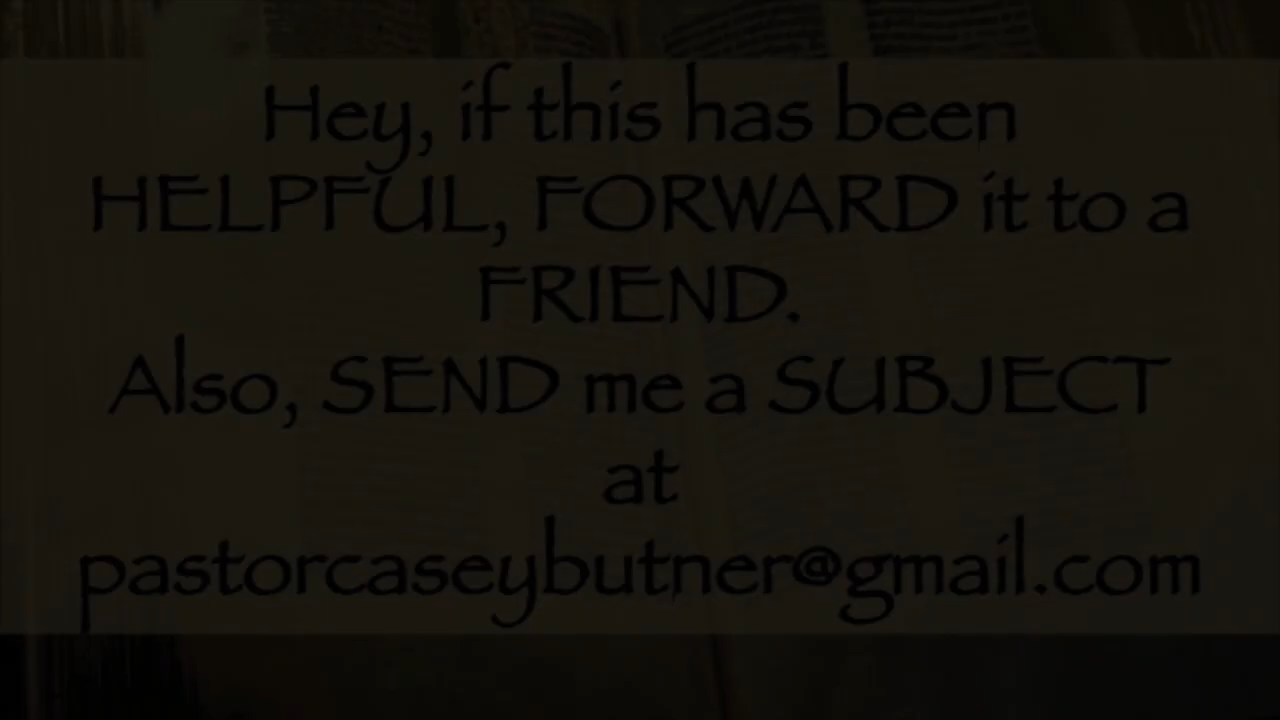 Hey, if this has been
HELPFUL, FORWARD it to a
FRIEND.
Also, SEND me a SUBJECT
at
pastorcaseybutner@gmail.com